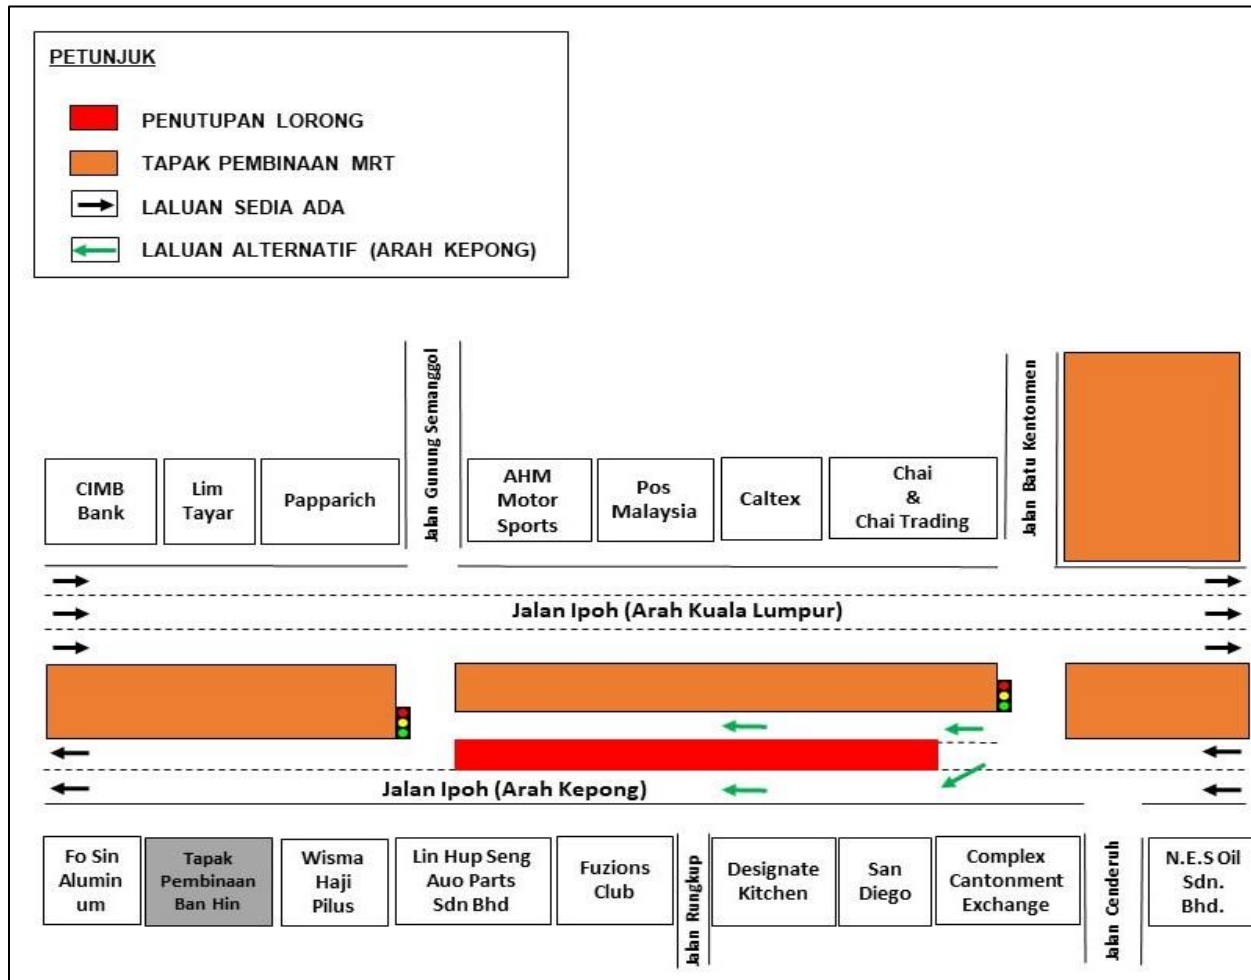 PETUNJUK
PENUTUPAN LORONG
TAPAK PEMBINAAN MRT
LALUAN SEDIA ADA
LALUAN ALTERNATIF (ARAH KEPONG)
Jalan Gunung Semanggol
Jalan Batu Kentonmen
CIMB
Bank
Lim
Tayar
Papparich
AHM
Motor
Sports
Pos
Malaysia
Caltex
Chai
&
Chai Trading
Jalan Ipoh (Arah Kuala Lumpur)
Jalan Ipoh (Arah Kepong)
Fo Sin
Alumin
um
Tapak
Pembinaan
Ban Hin
Wisma
Haji
Pilus
Lin Hup Seng
Auo Parts
Sdn Bhd
Fuzions
Club
Jalan Rungkup
Designate
Kitchen
San
Diego
Complex
Cantonment
Exchange
Jalan Cenderuh
N.E.S Oil
Sdn.
Bhd.